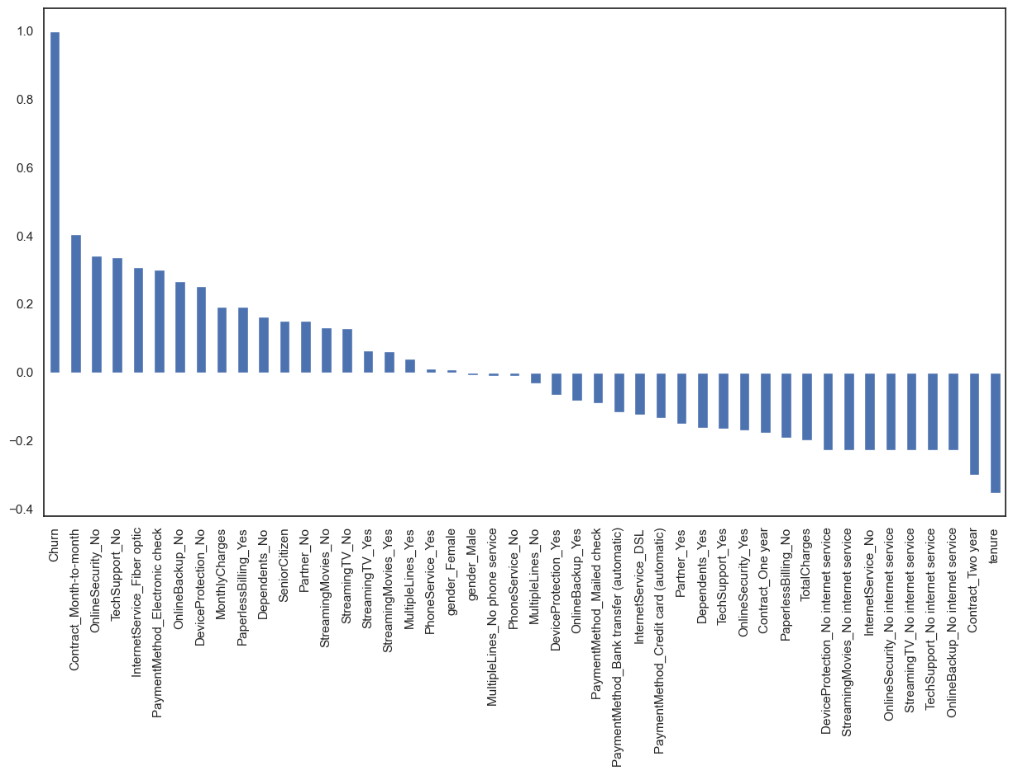 1.0
0.8
0.6
0.4
0.2
0.0
−0.2
−0.4
Churn
Contract_Month-to-month
OnlineSecurity_No
TechSupport_No
InternetService_Fiber optic
PaymentMethod_Electronic check
OnlineBackup_No
DeviceProtection_No
MonthlyCharges
PaperlessBilling_Yes
Dependents_No
SeniorCitizen
Partner_No
StreamingMovies_No
StreamingTV_No
StreamingTV_Yes
StreamingMovies_Yes
MultipleLines_Yes
PhoneService_Yes
gender_Female
gender_Male
MultipleLines_No phone service
PhoneService_No
MultipleLines_No
DeviceProtection_Yes
OnlineBackup_Yes
PaymentMethod_Mailed check
PaymentMethod_Bank transfer (automatic)
InternetService_DSL
PaymentMethod_Credit card (automatic)
Partner_Yes
Dependents_Yes
TechSupport_Yes
OnlineSecurity_Yes
Contract_One year
PaperlessBilling_No
TotalCharges
DeviceProtection_No internet service
StreamingMovies_No internet service
InternetService_No
OnlineSecurity_No internet service
StreamingTV_No internet service
TechSupport_No internet service
OnlineBackup_No internet service
Contract_Two year
tenure